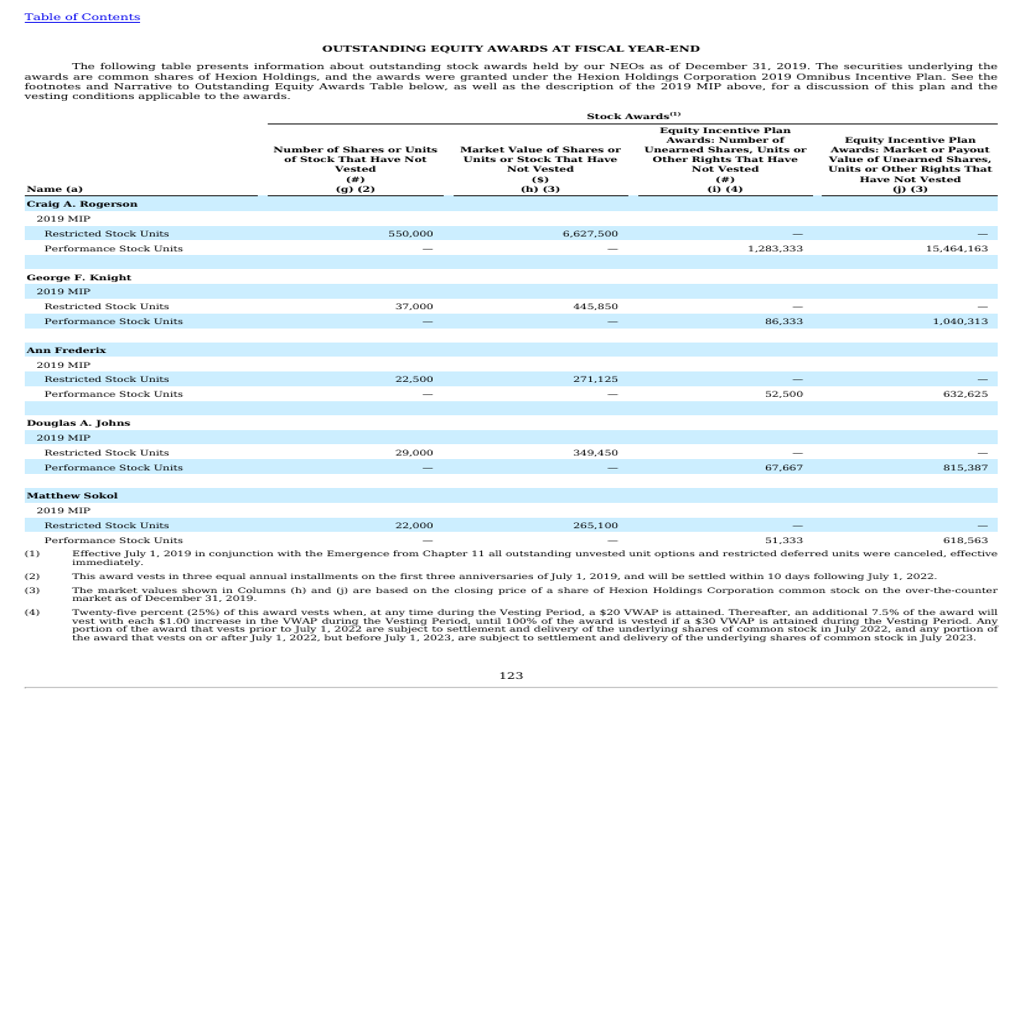 Table of Contents
OUTSTANDING EQUITY AWARDS AT FISCAL YEAR-END
The following table presents information about outstanding stock awards held by our NEOs as of December 31, 2019. The securities underlying the
awards are common shares of Hexion Holdings, and the awards were granted under the Hexion Holdings Corporation 2019 Omnibus Incentive Plan. See the
footnotes and Narrative to Outstanding Equity Awards Table below, as well as the description of the 2019 MIP above, for a discussion of this plan and the
vesting conditions applicable to the awards.
Stock Awards(1)
Name (a)
Number of Shares or Units
of Stock That Have Not
Vested
(#)
(g) (2)
Market Value of Shares or
Units or Stock That Have
Not Vested
($)
(h) (3)
Equity Incentive Plan
Awards: Number of
Unearned Shares, Units or
Other Rights That Have
Not Vested
(#)
(i) (4)
Equity Incentive Plan
Awards: Market or Payout
Value of Unearned Shares,
Units or Other Rights That
Have Not Vested
(j) (3)
Craig A. Rogerson
2019 MIP
Restricted Stock Units 550,000 6,627,500 — —
Performance Stock Units — — 1,283,333 15,464,163
George F. Knight
2019 MIP
Restricted Stock Units 37,000 445,850 — —
Performance Stock Units — — 86,333 1,040,313
Ann Frederix
2019 MIP
Restricted Stock Units 22,500 271,125 — —
Performance Stock Units — — 52,500 632,625
Douglas A. Johns
2019 MIP
Restricted Stock Units 29,000 349,450 — —
Performance Stock Units — — 67,667 815,387
Matthew Sokol
2019 MIP
Restricted Stock Units 22,000 265,100 — —
Performance Stock Units — — 51,333 618,563
(1) Effective July 1, 2019 in conjunction with the Emergence from Chapter 11 all outstanding unvested unit options and restricted deferred units were canceled, effective
immediately.
(2) This award vests in three equal annual installments on the first three anniversaries of July 1, 2019, and will be settled within 10 days following July 1, 2022.
(3) The market values shown in Columns (h) and (j) are based on the closing price of a share of Hexion Holdings Corporation common stock on the over-the-counter
market as of December 31, 2019.
(4) Twenty-five percent (25%) of this award vests when, at any time during the Vesting Period, a $20 VWAP is attained. Thereafter, an additional 7.5% of the award will
vest with each $1.00 increase in the VWAP during the Vesting Period, until 100% of the award is vested if a $30 VWAP is attained during the Vesting Period. Any
portion of the award that vests prior to July 1, 2022 are subject to settlement and delivery of the underlying shares of common stock in July 2022, and any portion of
the award that vests on or after July 1, 2022, but before July 1, 2023, are subject to settlement and delivery of the underlying shares of common stock in July 2023.
123